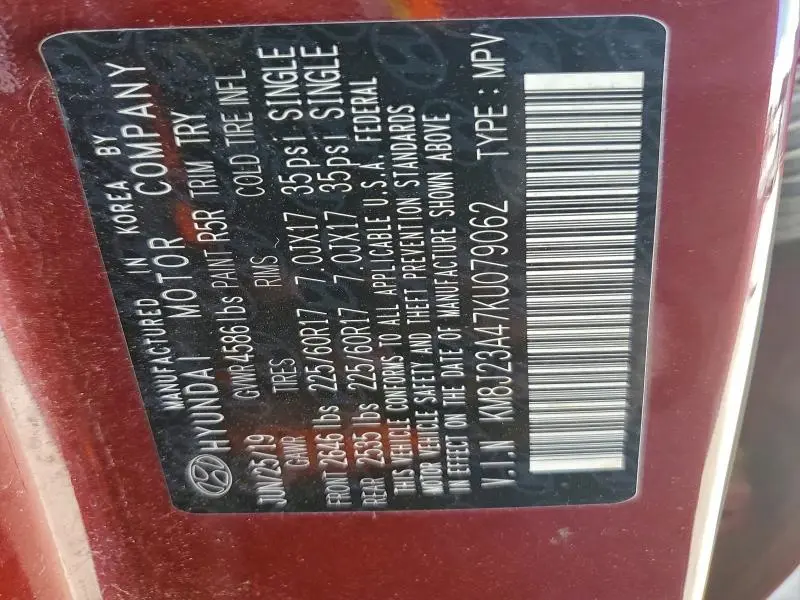 MANUFACTURED IN KOREA BY
HYUNDAI MOTOR COMPANY
JUN/25/19 GVWR 4586 lbs PAINT R5R TRIM TRY
GAWR TIRES RIMS COLD TIRE INFL
FRONT 2646 lbs 225/60R17 7.0JX17 35psi SINGLE
REAR 2535 lbs 225/60R17 7.0JX17 35psi SINGLE
THIS VEHICLE CONFORMS TO ALL APPLICABLE U.S.A. FEDERAL
MOTOR VEHICLE SAFETY AND THEFT PREVENTION STANDARDS
IN EFFECT ON THE DATE OF MANUFACTURE SHOWN ABOVE
V.I.N KM8J23A47KU079062 TYPE : MPV